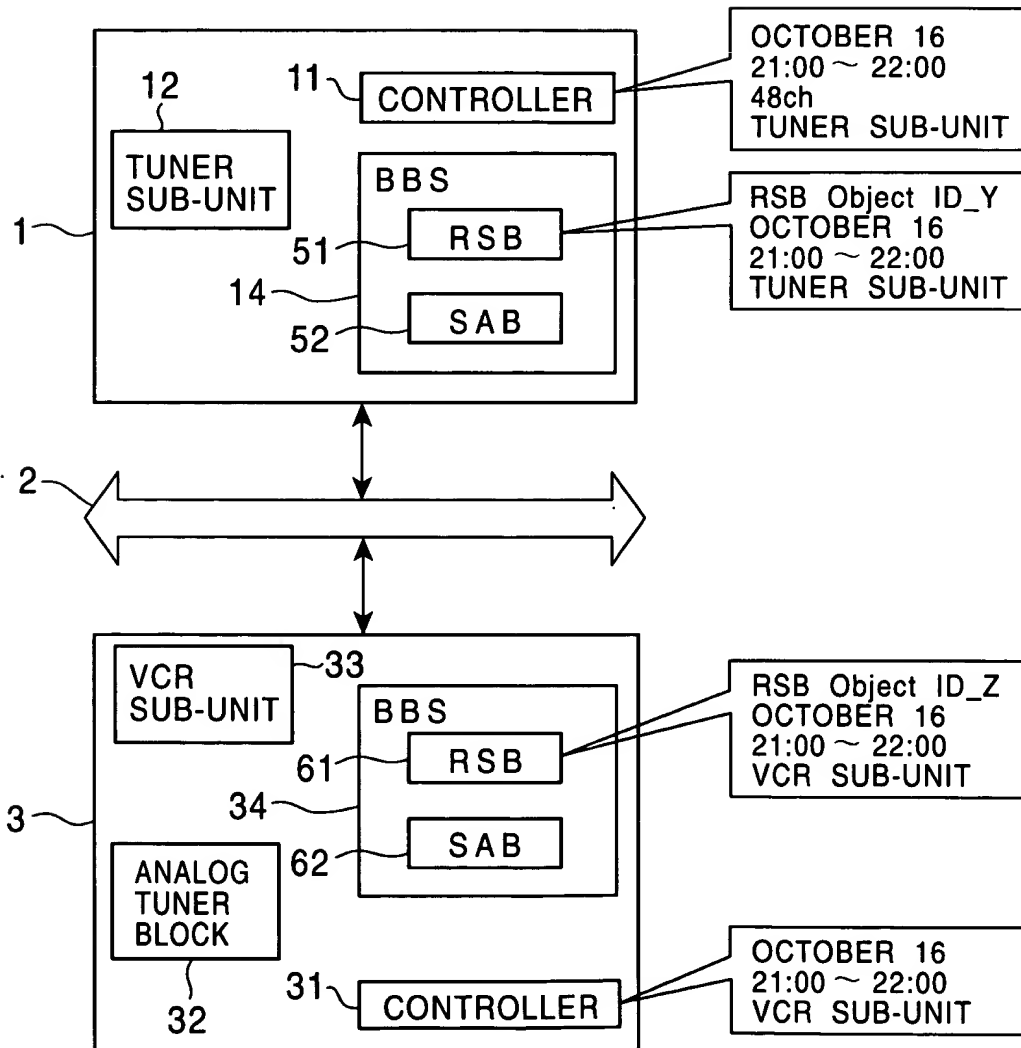 OCTOBER 16
21:00 ~ 22:00
48ch
TUNER SUB-UNIT
12
11
CONTROLLER
TUNER
SUB-UNIT
BBS
RSB
51
SAB
52
14
1
RSB Object ID_Y
OCTOBER 16
21:00 ~ 22:00
TUNER SUB-UNIT
2
VCR
SUB-UNIT
33
BBS
RSB
61
34
SAB
62
3
RSB Object ID_Z
OCTOBER 16
21:00 ~ 22:00
VCR SUB-UNIT
ANALOG
TUNER
BLOCK
32
31
CONTROLLER
OCTOBER 16
21:00 ~ 22:00
VCR SUB-UNIT